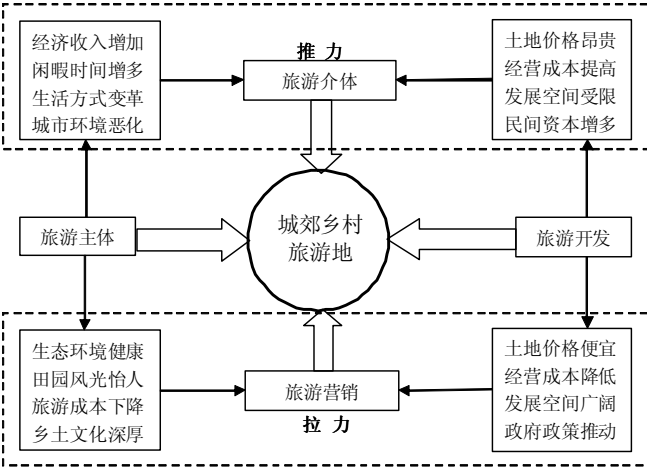 经济收入增加
闲暇时间增多
生活方式变革
城市环境恶化
推力
旅游介体
土地价格昂贵
经营成本提高
发展空间受限
民间资本增多
旅游主体
城郊乡村
旅游地
旅游开发
生态环境健康
田园风光怡人
旅游成本下降
乡土文化深厚
旅游营销
拉力
土地价格便宜
经营成本降低
发展空间广阔
政府政策推动